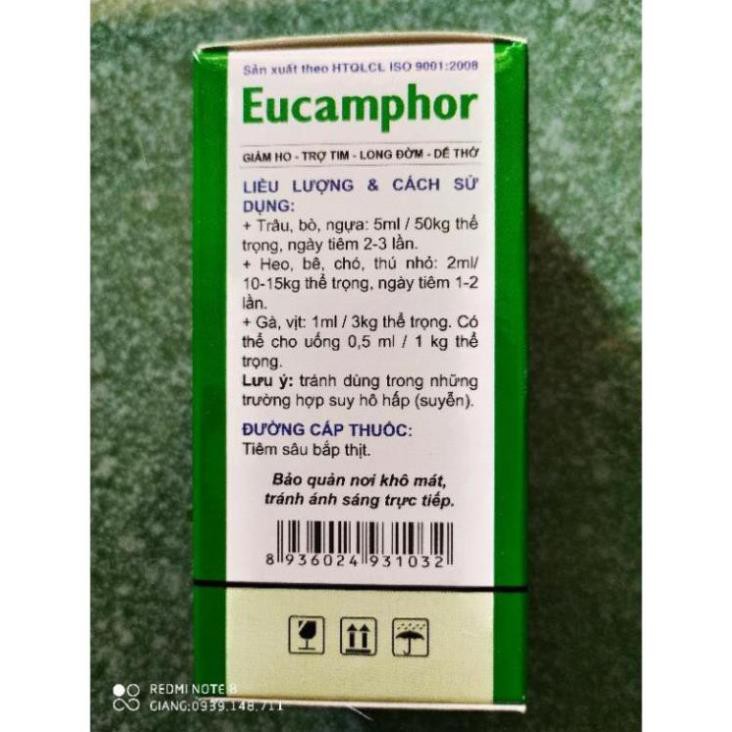 Sản xuất theo HTQLCL ISO 9001:2008
Eucamphor
GIẢM HO - TRỢ TIM - LONG ĐỜM - DỄ THỞ
LIỀU LƯỢNG & CÁCH SỬ
DỤNG:
+ Trâu, bò, ngựa: 5ml / 50kg thể
trọng, ngày tiêm 2-3 lần.
+ Heo, bê, chó, thú nhỏ: 2ml/
10-15kg thể trọng, ngày tiêm 1-2
lần.
+ Gà, vịt: 1ml / 3kg thể trọng. Có
thể cho uống 0,5 ml / 1 kg thể
trọng.
Lưu ý: tránh dùng trong những
trường hợp suy hô hấp (suyễn).
ĐƯỜNG CẤP THUỐC:
Tiêm sâu bắp thịt.
Bảo quản nơi khô mát,
tránh ánh sáng trực tiếp.
8 936024 931032
REDMI NOTE 8
GIANG:0939.148.711